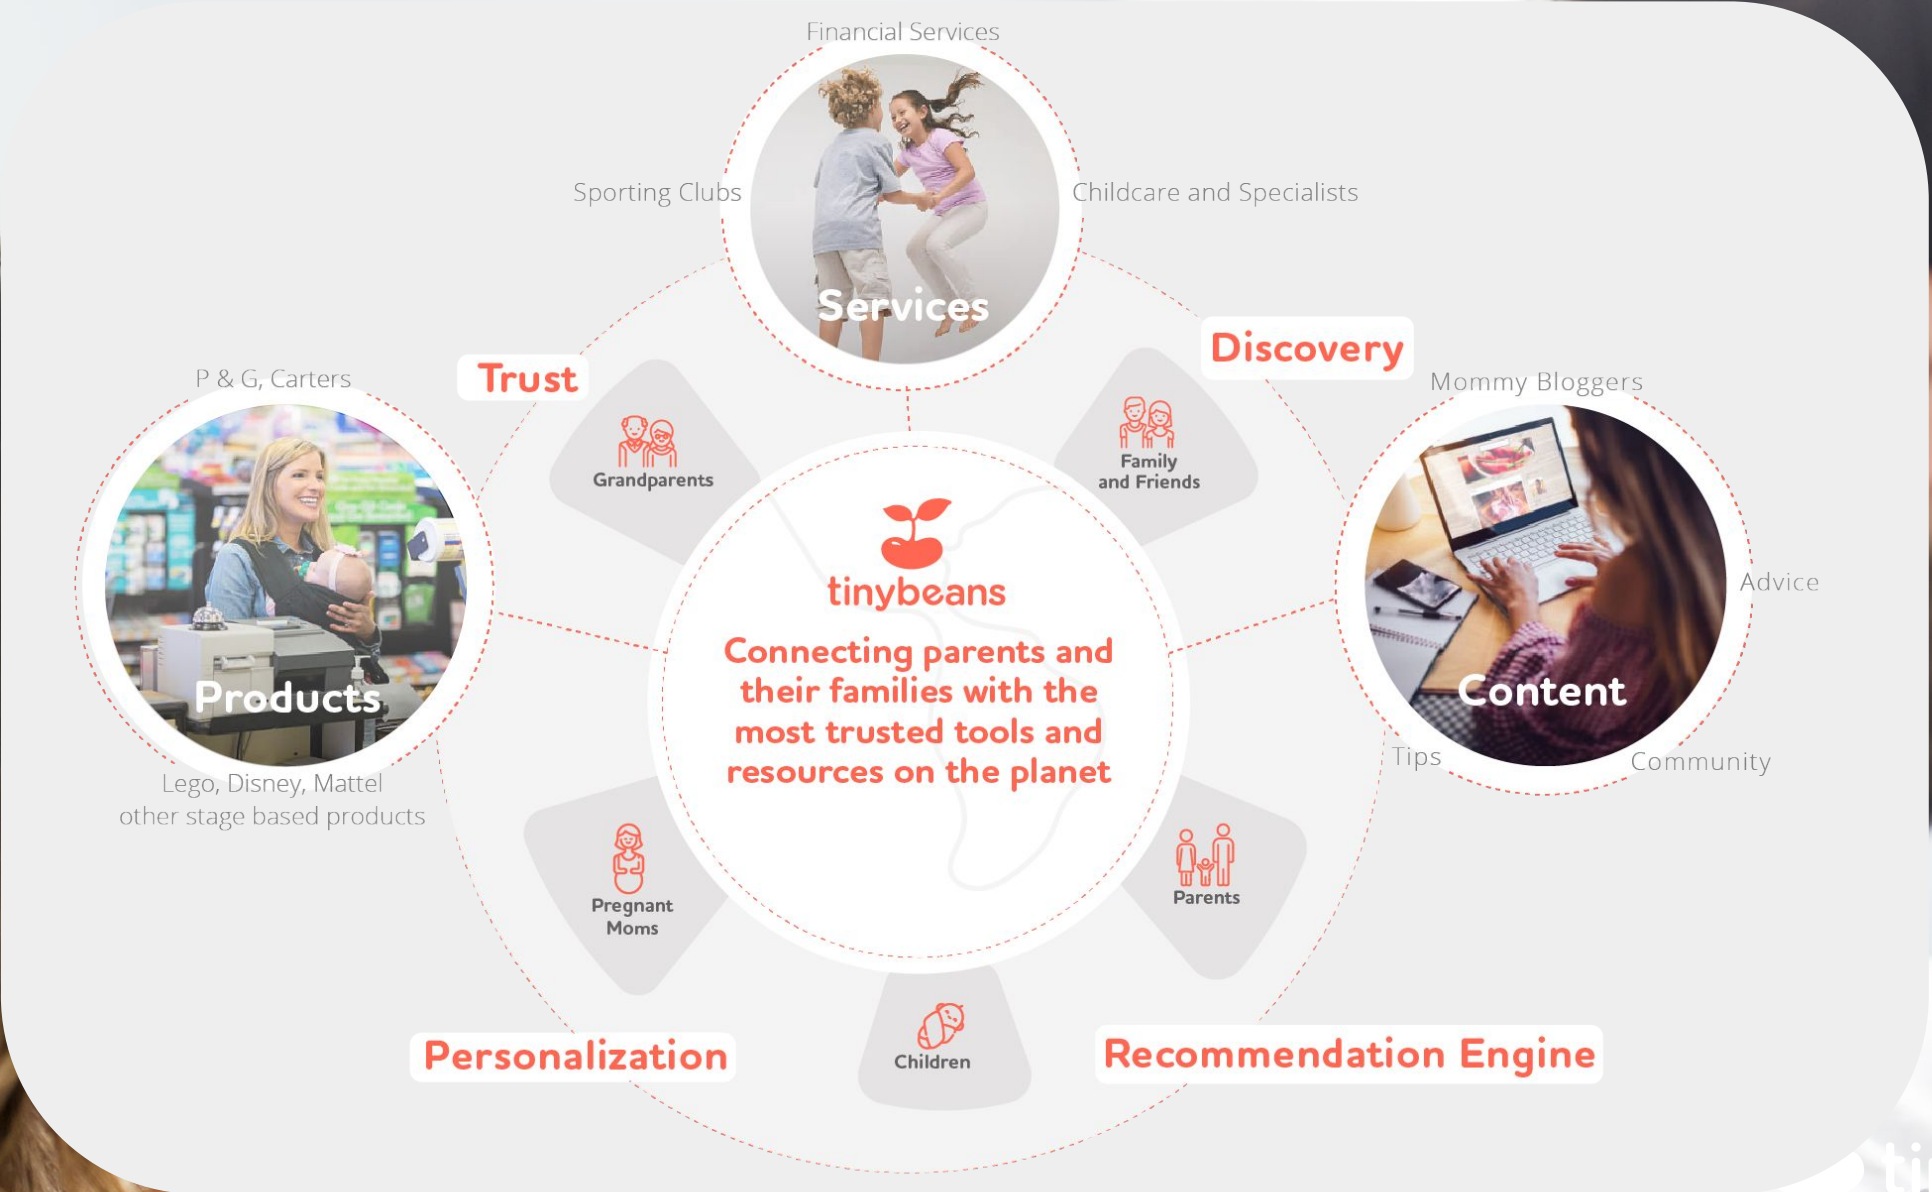 Financial Services
Sporting Clubs
Childcare and Specialists
Services
Trust
Discovery
P & G, Carters
Mommy Bloggers
Grandparents
Family
and Friends
Products
Content
Advice
Tips
Community
Lego, Disney, Mattel
other stage based products
tinybeans
Connecting parents and
their families with the
most trusted tools and
resources on the planet
Pregnant
Moms
Parents
Children
Personalization
Recommendation Engine